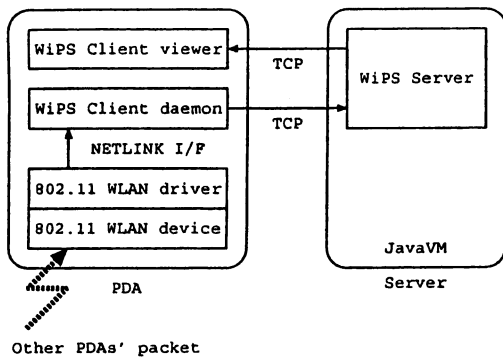 WiPS Client viewer
TCP
WiPS Server
WiPS Client daemon
TCP
NETLINK I/F
802.11 WLAN driver
802.11 WLAN device
JavaVM
PDA
Server
Other PDAs' packet